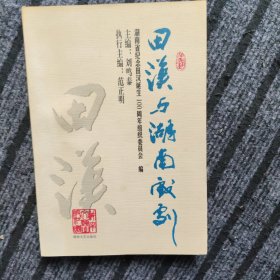 田汉与湖南戏剧
湖南省纪念田汉诞生100周年组织委员会 编
主编：刘鸣泰
执行主编：范正明
田汉